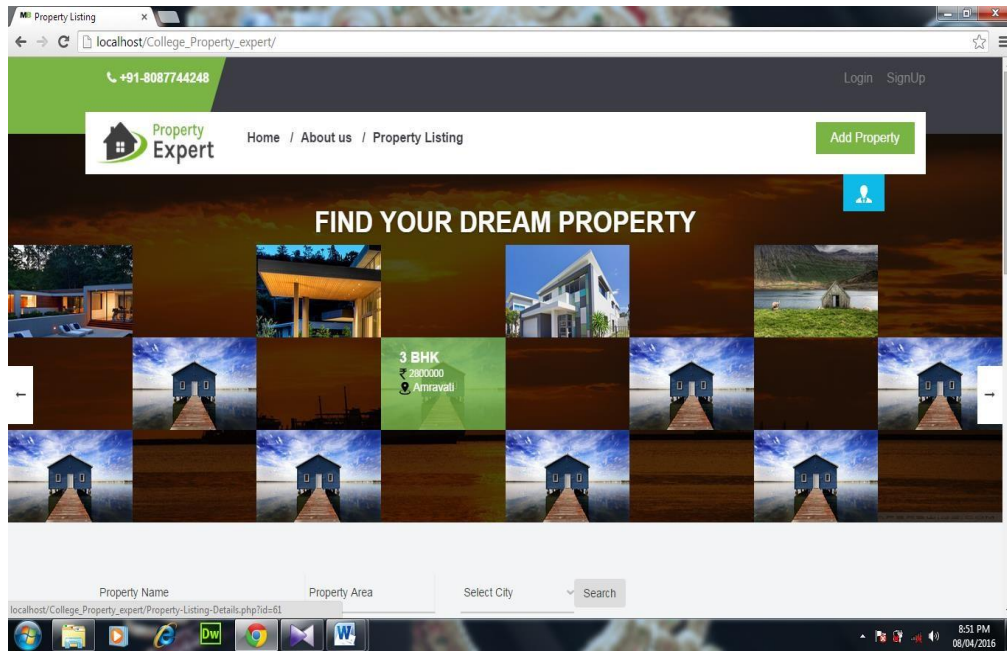 Property Listing
localhost/College_Property_expert/
+91-8087744248
Login SignUp
Property
Expert
Home / About us / Property Listing
Add Property
FIND YOUR DREAM PROPERTY
3 BHK
₹ 2800000
Amravati
Property Name Property Area Select City Search
localhost/College_Property_expert/Property-Listing-Details.php?id=61
Dw
W
8:51 PM
08/04/2016